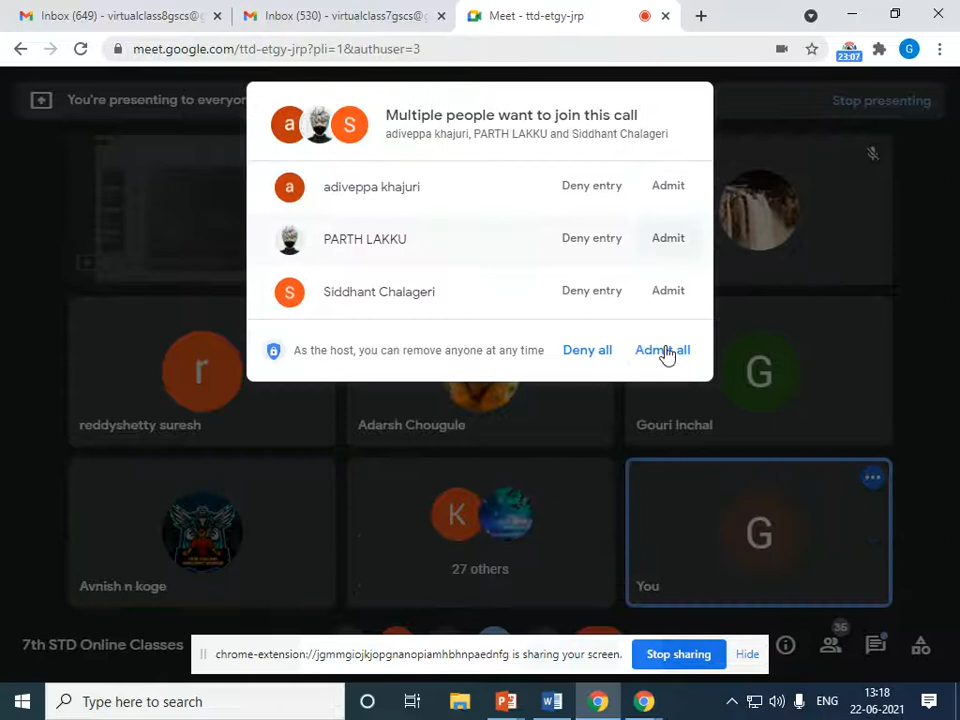 Inbox (649) - virtualclass8gscs@
Inbox (530) - virtualclass7gscs@
Meet - ttd-etgy-jrp
meet.google.com/ttd-etgy-jrp?pli=1&authuser=3
23:07
G
You're presenting to everyon
Stop presenting
Multiple people want to join this call
adiveppa khajuri, PARTH LAKKU and Siddhant Chalageri
a
S
a
adiveppa khajuri
Deny entry
Admit
PARTH LAKKU
Deny entry
Admit
S
Siddhant Chalageri
Deny entry
Admit
As the host, you can remove anyone at any time
Deny all
Admit all
r
G
reddyshetty suresh
Adarsh Chougule
Gouri Inchal
K
G
Avnish n koge
27 others
You
7th STD Online Classes
35
chrome-extension://jgmmgiojkjopgnanopiamhbhnpaednfg is sharing your screen.
Stop sharing
Hide
Type here to search
ENG
13:18
22-06-2021